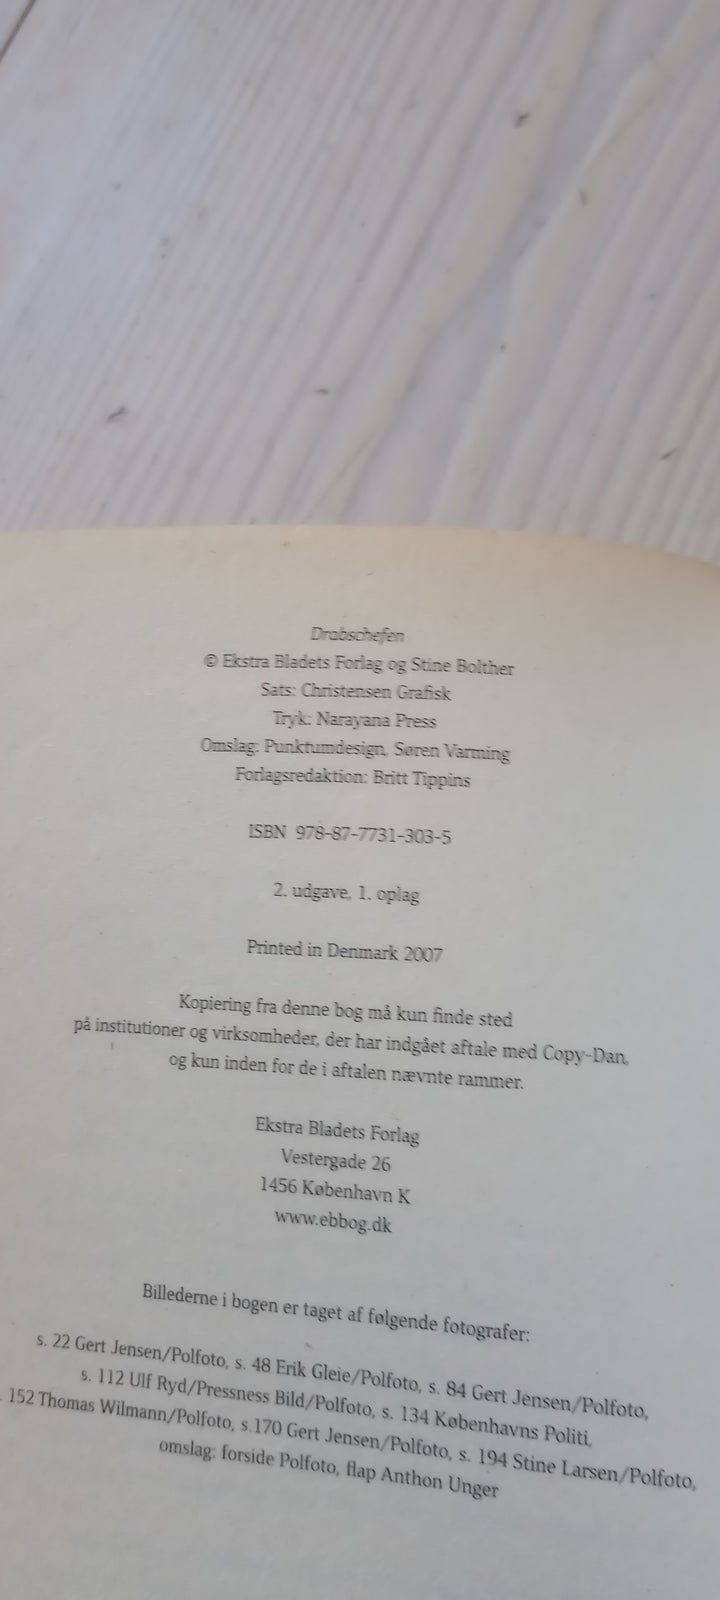 Drabschefen
© Ekstra Bladets Forlag og Stine Bolther
Sats: Christensen Grafisk
Tryk: Narayana Press
Omslag: Punktumdesign, Søren Varming
Forlagsredaktion: Britt Tippins
ISBN 978-87-7731-303-5
2. udgave, 1. oplag
Printed in Denmark 2007
Kopiering fra denne bog må kun finde sted
på institutioner og virksomheder, der har indgået aftale med Copy-Dan,
og kun inden for de i aftalen nævnte rammer.
Ekstra Bladets Forlag
Vestergade 26
1456 København K
www.ebbog.dk
Billederne i bogen er taget af følgende fotografer:
s. 22 Gert Jensen/Polfoto, s. 48 Erik Gleie/Polfoto, s. 84 Gert Jensen/Polfoto,
s. 112 Ulf Ryd/Pressness Bild/Polfoto, s. 134 Københavns Politi,
. 152 Thomas Wilmann/Polfoto, s.170 Gert Jensen/Polfoto, s. 194 Stine Larsen/Polfoto,
omslag: forside Polfoto, flap Anthon Unger